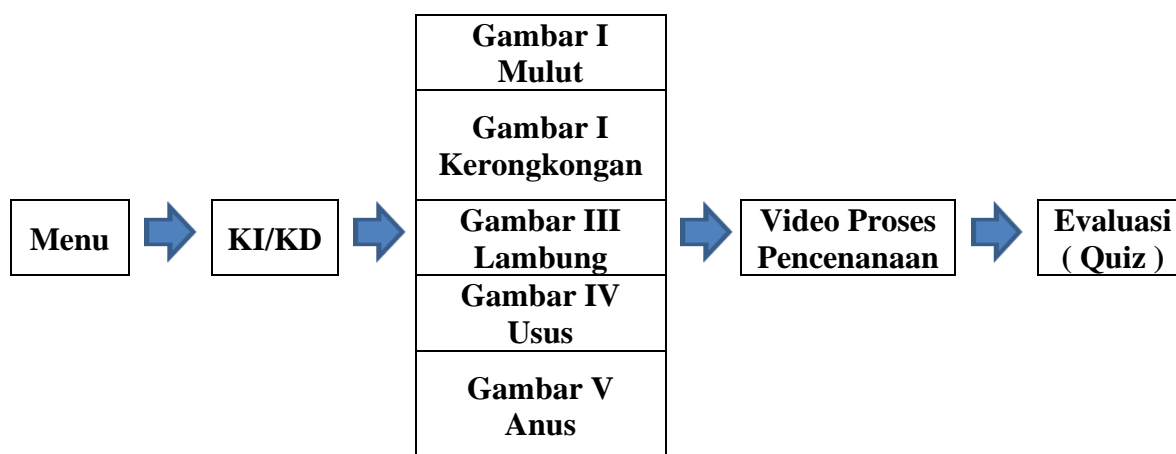 Menu
KI/KD
Gambar I
Mulut
Gambar I
Kerongkongan
Gambar III
Lambung
Gambar IV
Usus
Gambar V
Anus
Video Proses
Pencenanaan
Evaluasi
( Quiz )